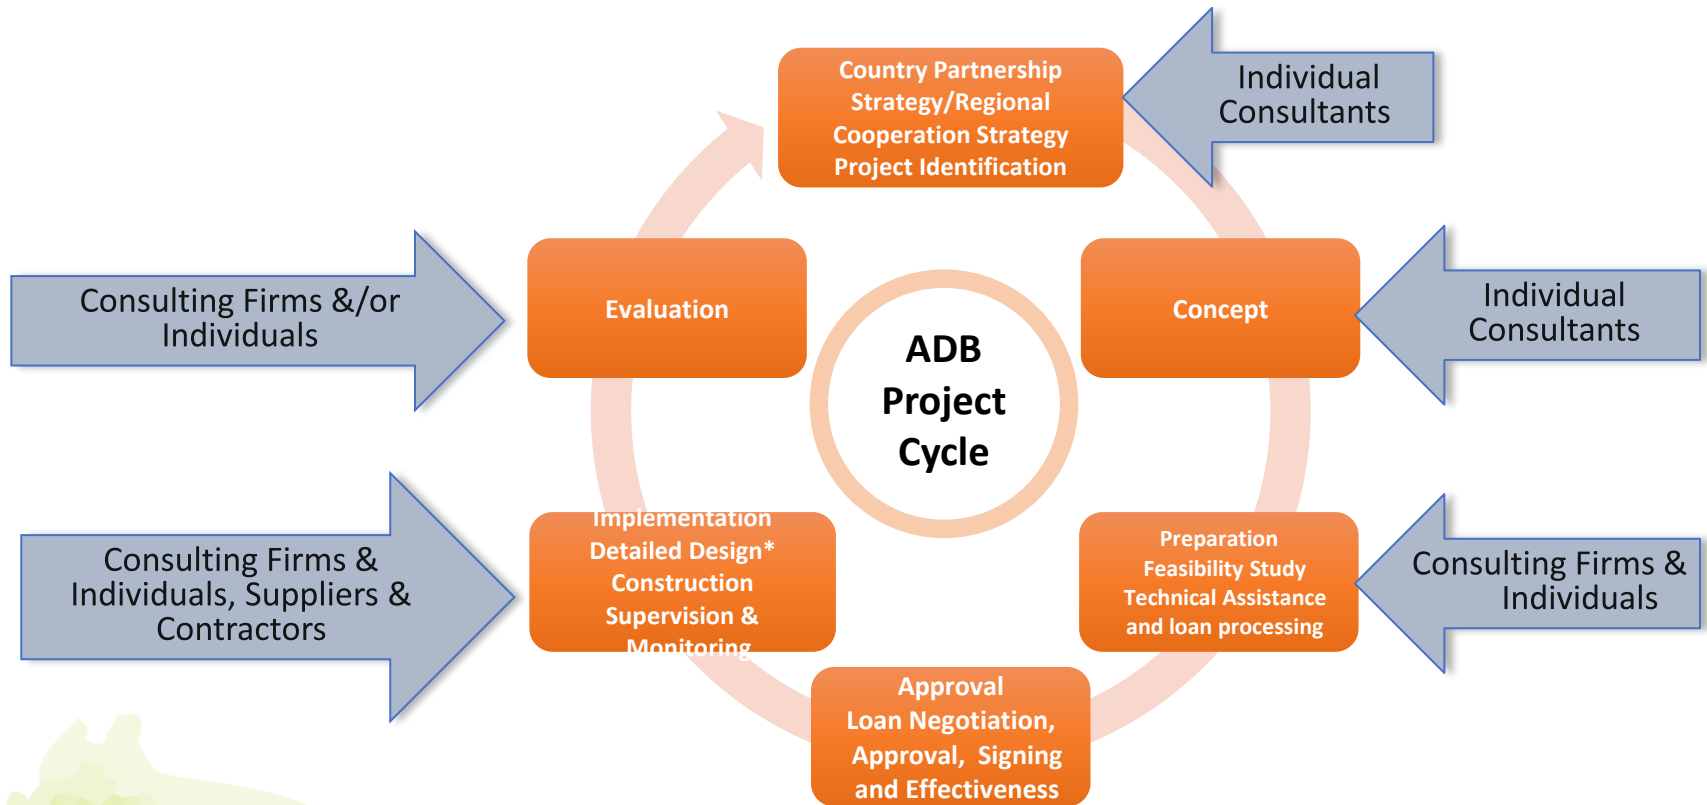 Country Partnership
Strategy/Regional
Cooperation Strategy
Project Identification
Individual
Consultants
Concept
Individual
Consultants
Preparation
Feasibility Study
Technical Assistance
and loan processing
Consulting Firms &
Individuals
Approval
Loan Negotiation,
Approval, Signing
and Effectiveness
Implementation
Detailed Design*
Construction
Supervision &
Monitoring
Consulting Firms &
Individuals, Suppliers &
Contractors
Evaluation
Consulting Firms &/or
Individuals
ADB
Project
Cycle